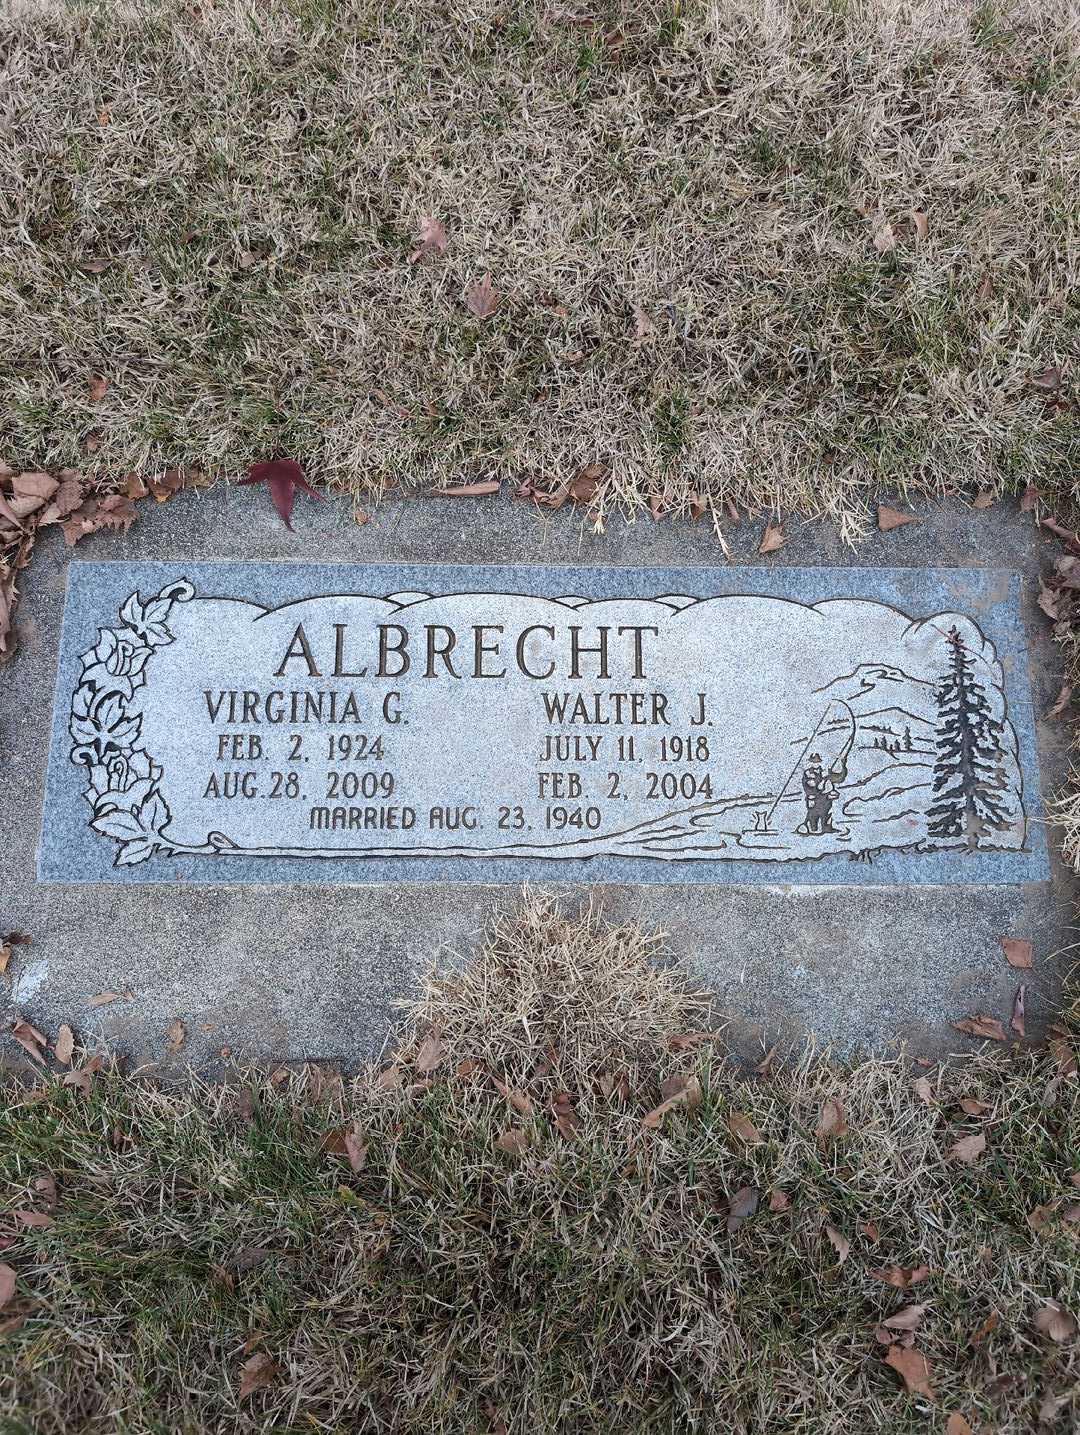 ALBRECHT
VIRGINIA G. WALTER J.
FEB. 2, 1924 JULY 11, 1918
AUG. 28, 2009 FEB. 2, 2004
MARRIED AUG. 23, 1940